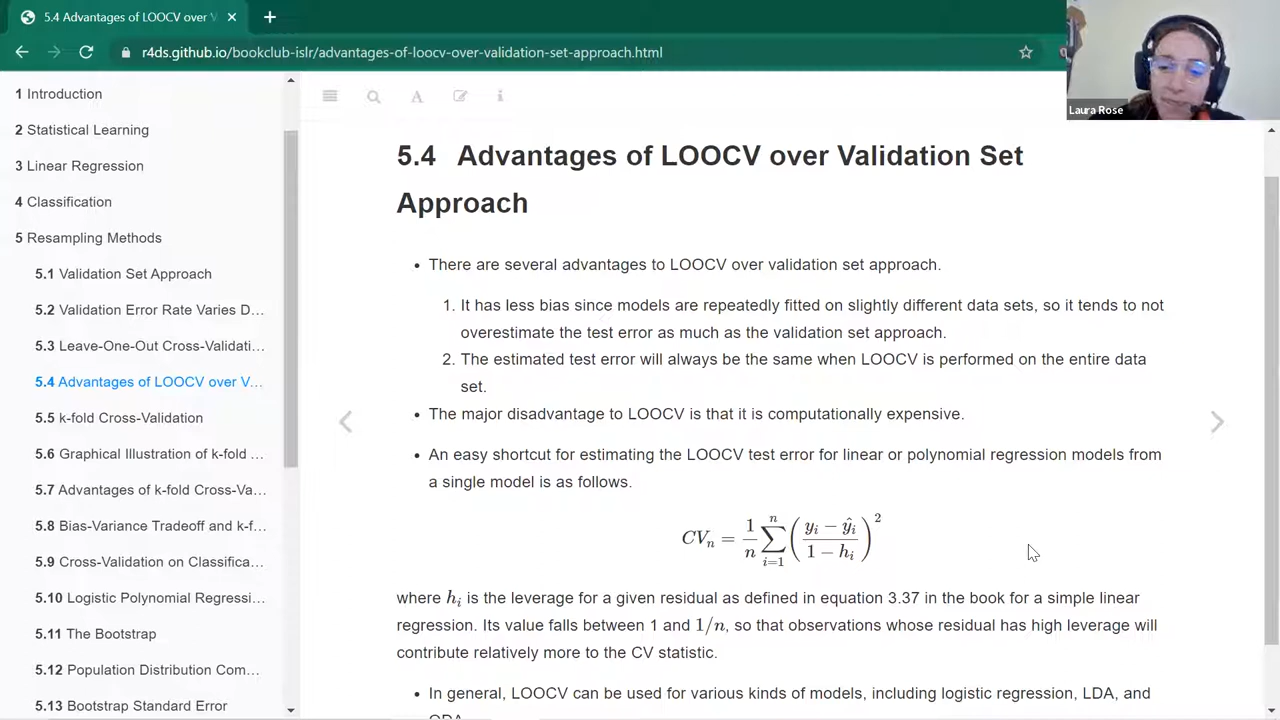 5.4 Advantages of LOOCV over V
r4ds.github.io/bookclub-islr/advantages-of-loocv-over-validation-set-approach.html
Laura Rose
1 Introduction
2 Statistical Learning
3 Linear Regression
4 Classification
5 Resampling Methods
5.1 Validation Set Approach
5.2 Validation Error Rate Varies D…
5.3 Leave-One-Out Cross-Validati…
5.4 Advantages of LOOCV over V…
5.5 k-fold Cross-Validation
5.6 Graphical Illustration of k-fold …
5.7 Advantages of k-fold Cross-Va…
5.8 Bias-Variance Tradeoff and k-f…
5.9 Cross-Validation on Classifica…
5.10 Logistic Polynomial Regressi…
5.11 The Bootstrap
5.12 Population Distribution Com…
5.13 Bootstrap Standard Error
5.4 Advantages of LOOCV over Validation Set
Approach
• There are several advantages to LOOCV over validation set approach.
1. It has less bias since models are repeatedly fitted on slightly different data sets, so it tends to not
overestimate the test error as much as the validation set approach.
2. The estimated test error will always be the same when LOOCV is performed on the entire data
set.
• The major disadvantage to LOOCV is that it is computationally expensive.
• An easy shortcut for estimating the LOOCV test error for linear or polynomial regression models from
a single model is as follows.
CV_n = \frac{1}{n} \sum_{i=1}^{n} \left( \frac{y_i - \hat{y}_i}{1 - h_i} \right)^2
where h_i is the leverage for a given residual as defined in equation 3.37 in the book for a simple linear
regression. Its value falls between 1 and 1/n, so that observations whose residual has high leverage will
contribute relatively more to the CV statistic.
• In general, LOOCV can be used for various kinds of models, including logistic regression, LDA, and